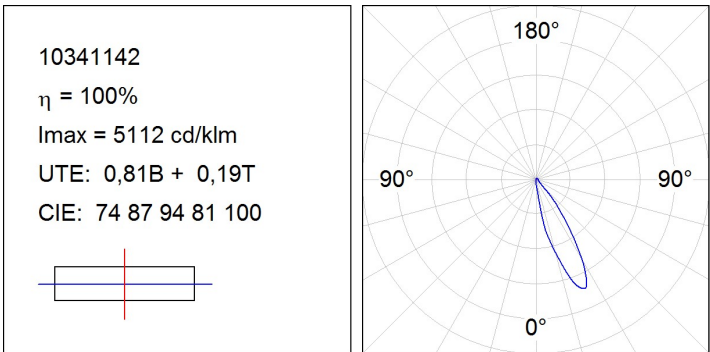 10341142
η = 100%
Imax = 5112 cd/klm
UTE: 0,81B + 0,19T
CIE: 74 87 94 81 100
180°
90°
90°
0°